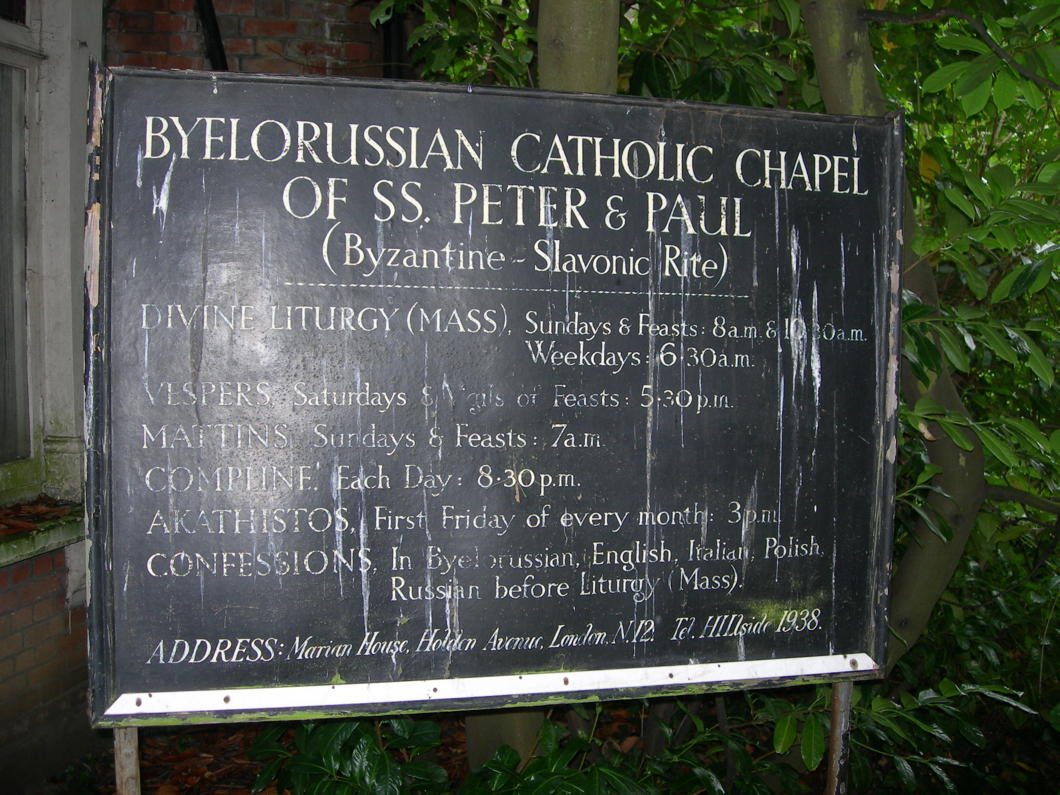 BYELORUSSIAN CATHOLIC CHAPEL
OF SS. PETER & PAUL
(Byzantine - Slavonic Rite)
DIVINE LITURGY (MASS), Sundays & Feasts: 8a.m. & 10.30a.m.
Weekdays: 6·30a.m.
VESPERS, Saturdays & Vigils of Feasts: 5·30p.m.
MATTINS, Sundays & Feasts: 7a.m.
COMPLINE, Each Day: 8·30p.m.
AKATHISTOS, First Friday of every month: 3p.m.
CONFESSIONS, In Byelorussian, English, Italian, Polish,
Russian before Liturgy (Mass).
ADDRESS: Marian House, Holden Avenue, London, N.12. Tel. HILlside 1938.